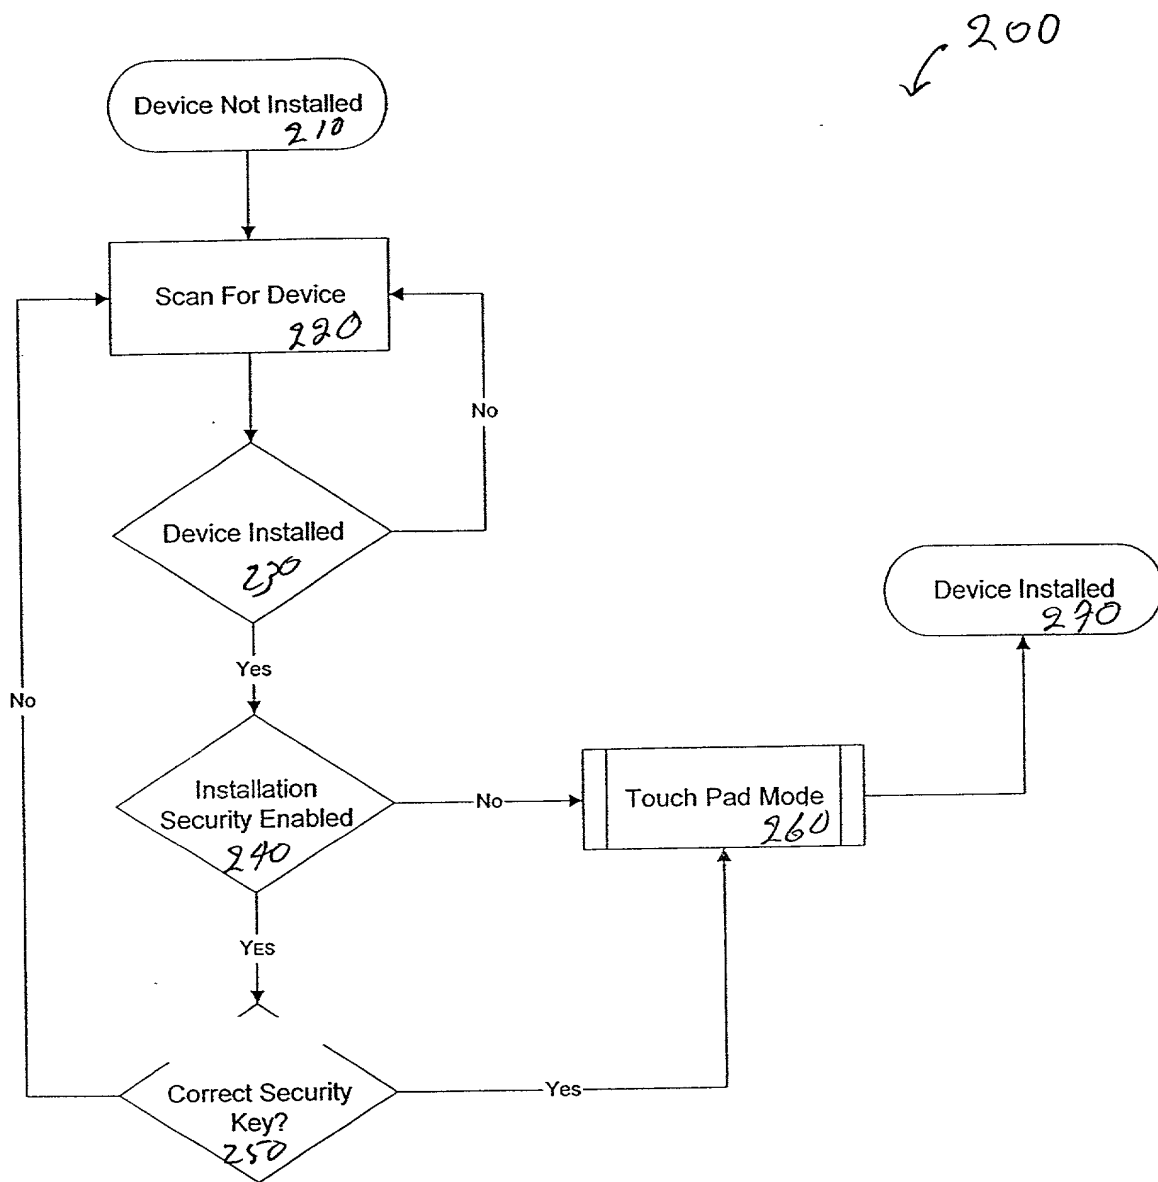 200
Device Not Installed
210
Scan For Device
220
No
Device Installed
230
Yes
No
Installation
Security Enabled
240
No
Touch Pad Mode
260
Device Installed
270
YES
Correct Security
Key?
250
Yes